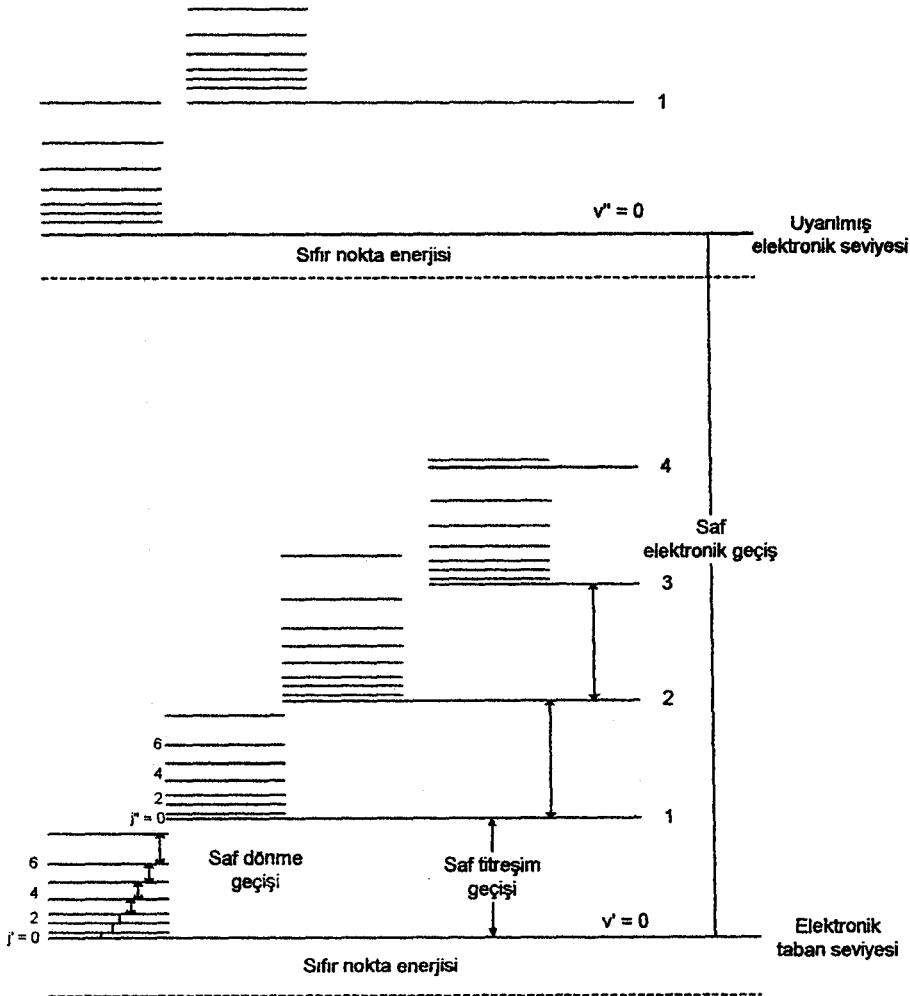 1
v" = 0
Uyarılmış
elektronik seviyesi
Sıfır nokta enerjisi
4
Saf
elektronik geçiş
3
2
6
4
2
j" = 0
1
Saf dönme
geçişi
Saf titreşim
geçişi
6
4
2
j' = 0
v' = 0
Elektronik
taban seviyesi
Sıfır nokta enerjisi